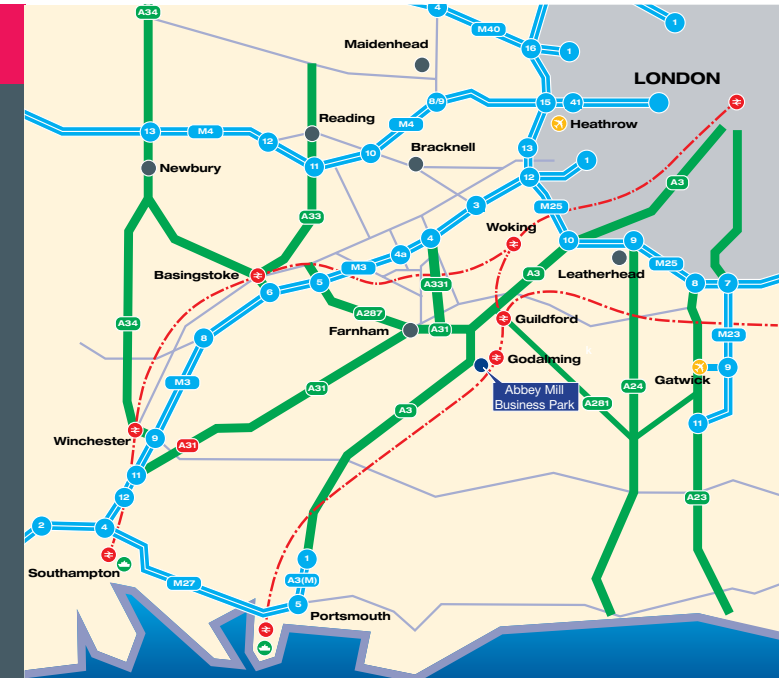 A34
4
M40
1
16
1
Maidenhead
LONDON
8/9
15
41
Reading
M4
Heathrow
13
M4
12
Bracknell
13
11
10
1
Newbury
12
A3
3
M25
A33
Woking
4
10
9
4a
M3
Leatherhead
M25
Basingstoke
A3
6
5
A331
8
7
A287
A34
Guildford
Farnham
A31
8
M23
Godalming
9
Gatwick
M3
A31
Abbey Mill
Business Park
A24
A281
A3
11
Winchester
9
A31
11
12
A23
2
4
1
Southampton
M27
A3(M)
5
Portsmouth